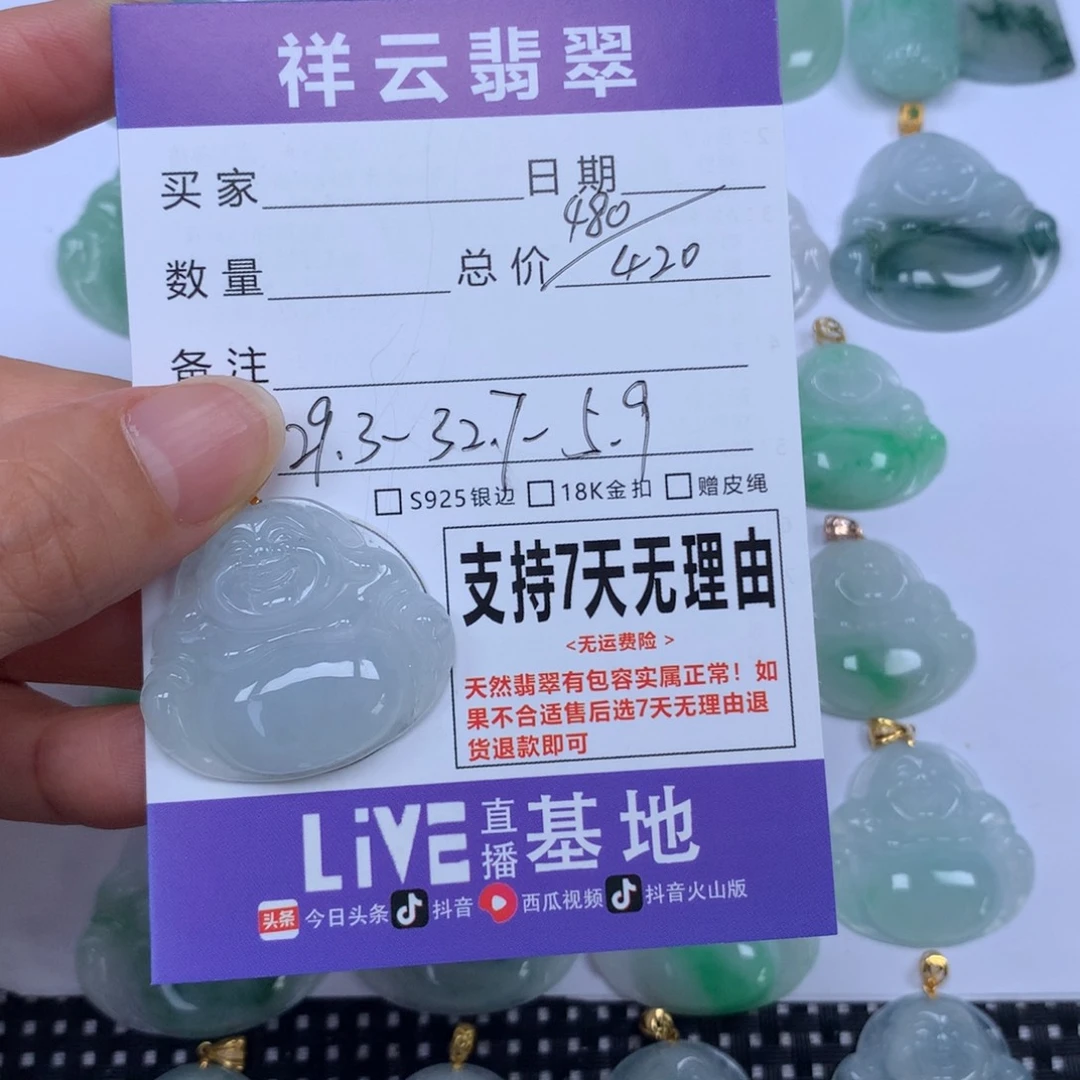 祥云翡翠
买家 日期
480
数量 总价 420
备注
29.3-32.7-5.9
S925银边 18K金扣 赠皮绳
支持7天无理由
<无运费险 >
天然翡翠有包容实属正常！如
果不合适售后选7天无理由退
货退款即可
LiVE直播基地
头条 今日头条 抖音 西瓜视频 抖音火山版